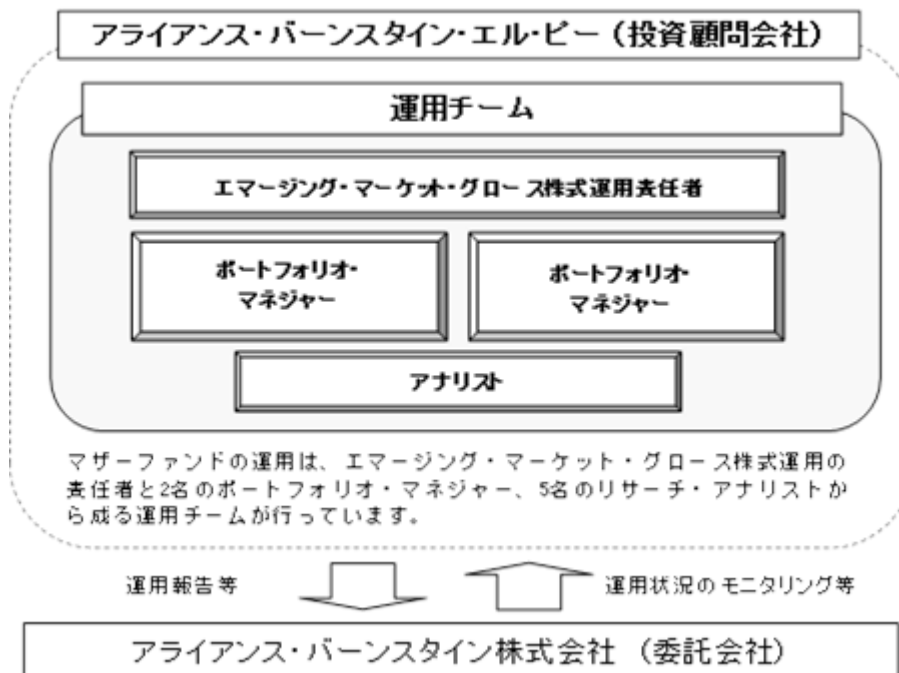 アライアンス・バーンスタイン・エル・ピー（投資顧問会社）
運用チーム
エマージング・マーケット・グロース株式運用責任者
ポートフォリオ・
マネジャー
ポートフォリオ・
マネジャー
アナリスト
マザーファンドの運用は、エマージング・マーケット・グロース株式運用の
責任者と2名のポートフォリオ・マネジャー、5名のリサーチ・アナリストか
ら成る運用チームが行っています。
運用報告等
運用状況のモニタリング等
アライアンス・バーンスタイン株式会社 （委託会社）